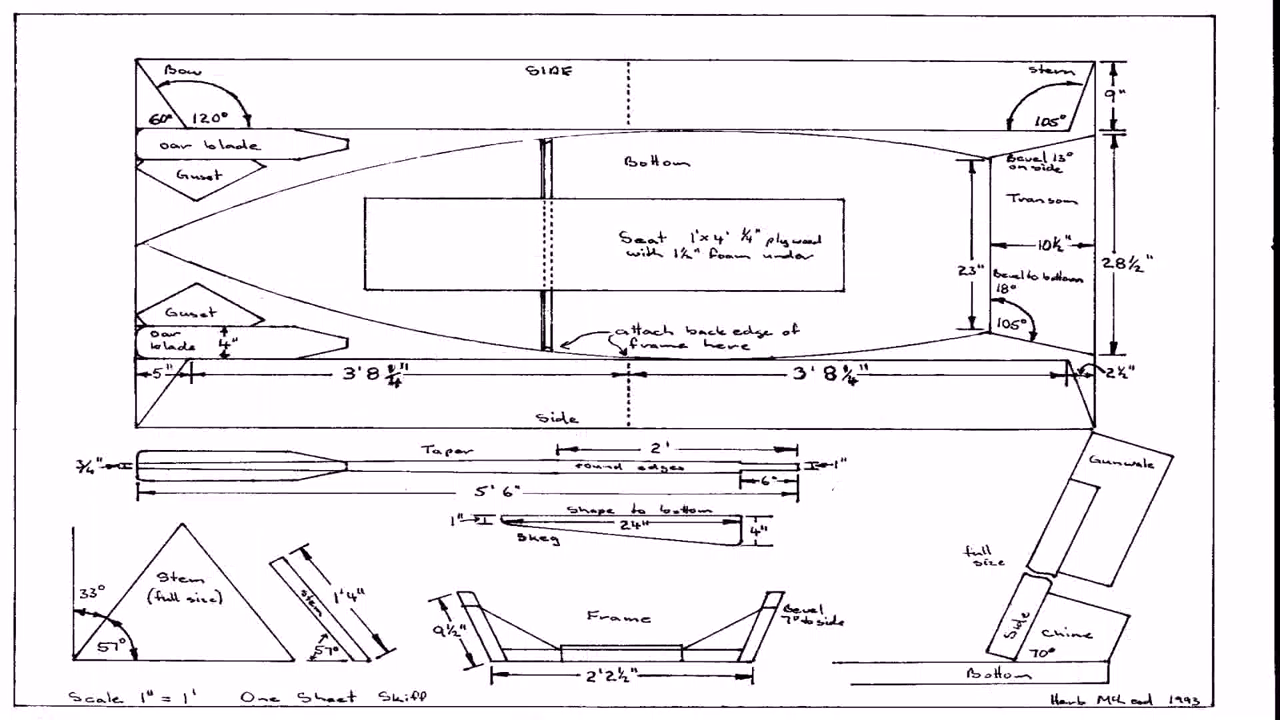 Bow
SIDE
Stem
60° 120°
105°
9"
oar blade
Guset
Bottom
Bevel 13°
on side
Transom
Seat 1'x4' ¼" plywood
with 1½" foam under
10½"
23"
28½"
Bevel to bottom
18°
105°
Guset
oar
blade
4"
attach back edge of
frame here
5"
3' 8¼"
3' 8¼"
2½"
Side
Taper
2'
¾"
round edges
1"
6"
5' 6"
Gunwale
Shape to bottom
1"
24"
4"
Skeg
full
size
33°
Stem
(full size)
57°
1' 4"
stem
57°
9½"
Frame
Bevel
7° to side
2' 2½"
Side
Chine
70°
Bottom
Scale 1" = 1' One Sheet Skiff
Herb McLeod 1993